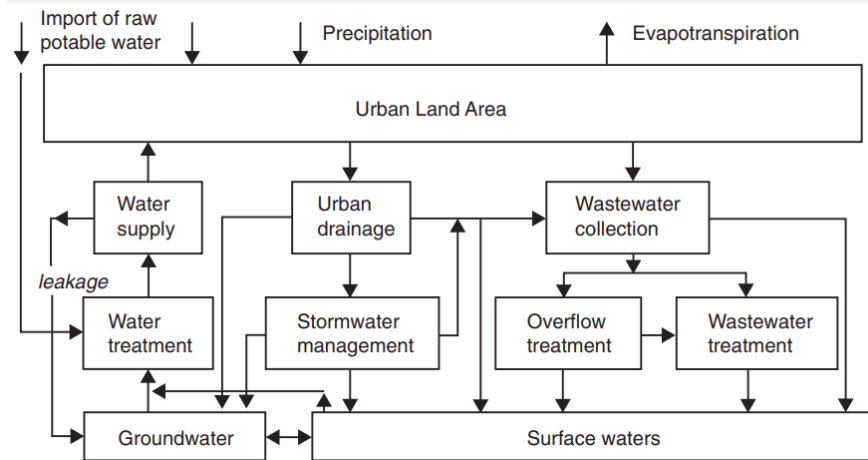 Import of raw
potable water
Precipitation
Evapotranspiration
Urban Land Area
Water
supply
Urban
drainage
Wastewater
collection
leakage
Water
treatment
Stormwater
management
Overflow
treatment
Wastewater
treatment
Groundwater
Surface waters